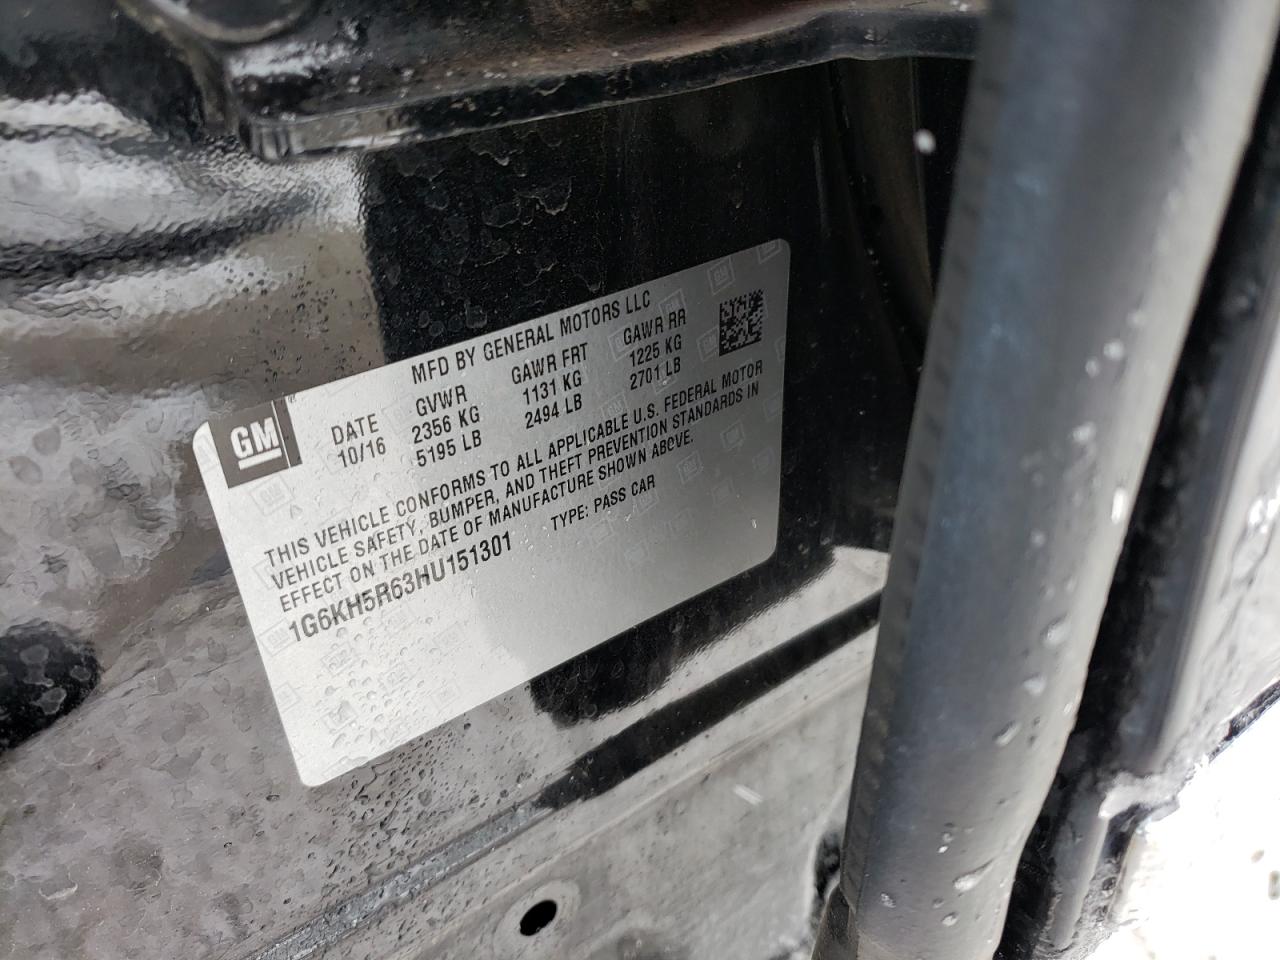 GM
MFD BY GENERAL MOTORS LLC
DATE GVWR GAWR FRT GAWR RR
10/16 2356 KG 1131 KG 1225 KG
5195 LB 2494 LB 2701 LB
THIS VEHICLE CONFORMS TO ALL APPLICABLE U.S. FEDERAL MOTOR
VEHICLE SAFETY, BUMPER, AND THEFT PREVENTION STANDARDS IN
EFFECT ON THE DATE OF MANUFACTURE SHOWN ABOVE.
1G6KH5R63HU151301 TYPE: PASS CAR